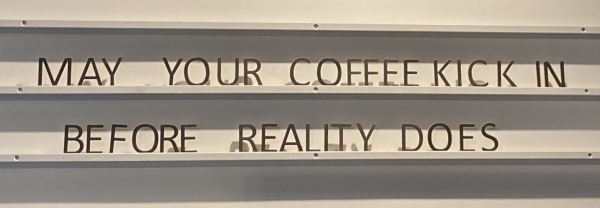 MAY YOUR COFFEE KICK IN
BEFORE REALITY DOES